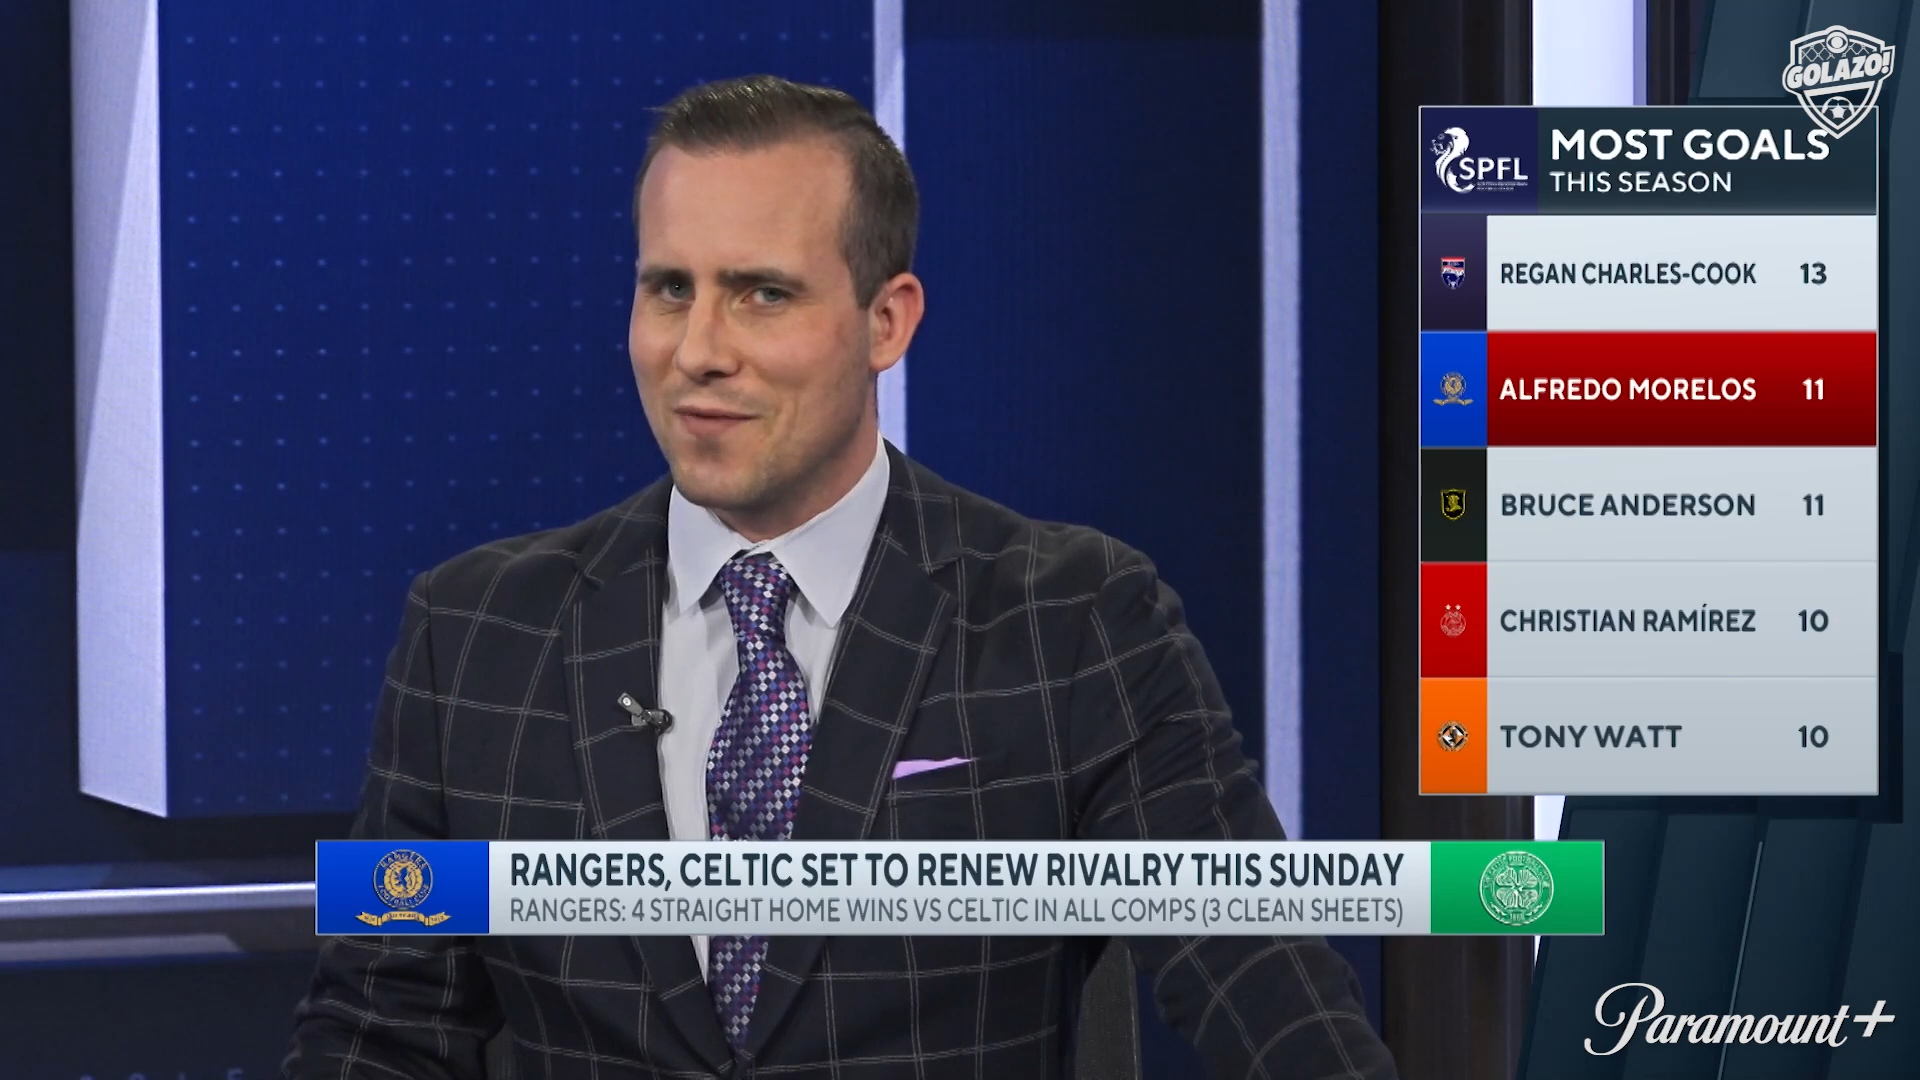 GOLAZO!
SPFL
MOST GOALS
THIS SEASON
REGAN CHARLES-COOK 13
ALFREDO MORELOS 11
BRUCE ANDERSON 11
CHRISTIAN RAMÍREZ 10
TONY WATT 10
RANGERS, CELTIC SET TO RENEW RIVALRY THIS SUNDAY
RANGERS: 4 STRAIGHT HOME WINS VS CELTIC IN ALL COMPS (3 CLEAN SHEETS)
Paramount+